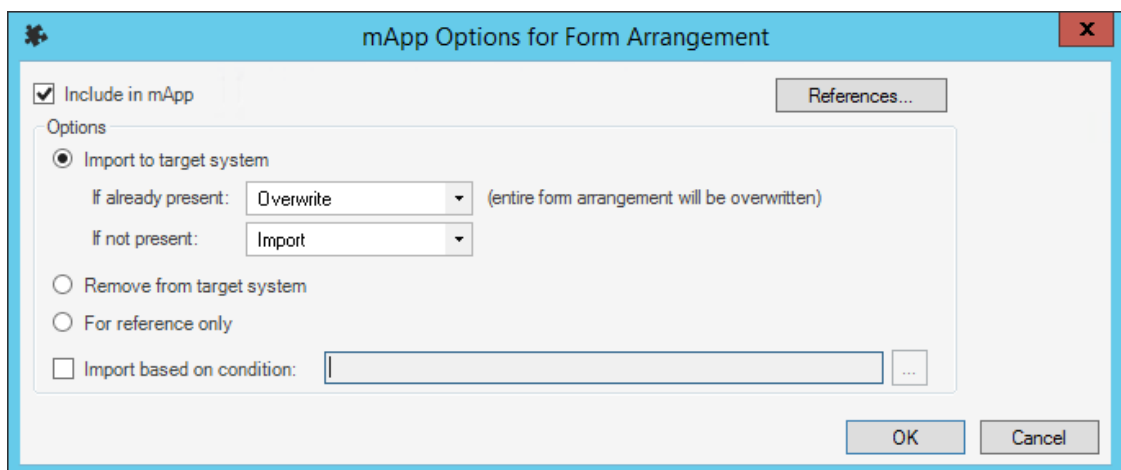 mApp Options for Form Arrangement
x
Include in mApp
References...
Options
Import to target system
If already present: Overwrite (entire form arrangement will be overwritten)
If not present: Import
Remove from target system
For reference only
Import based on condition: ...
OK Cancel